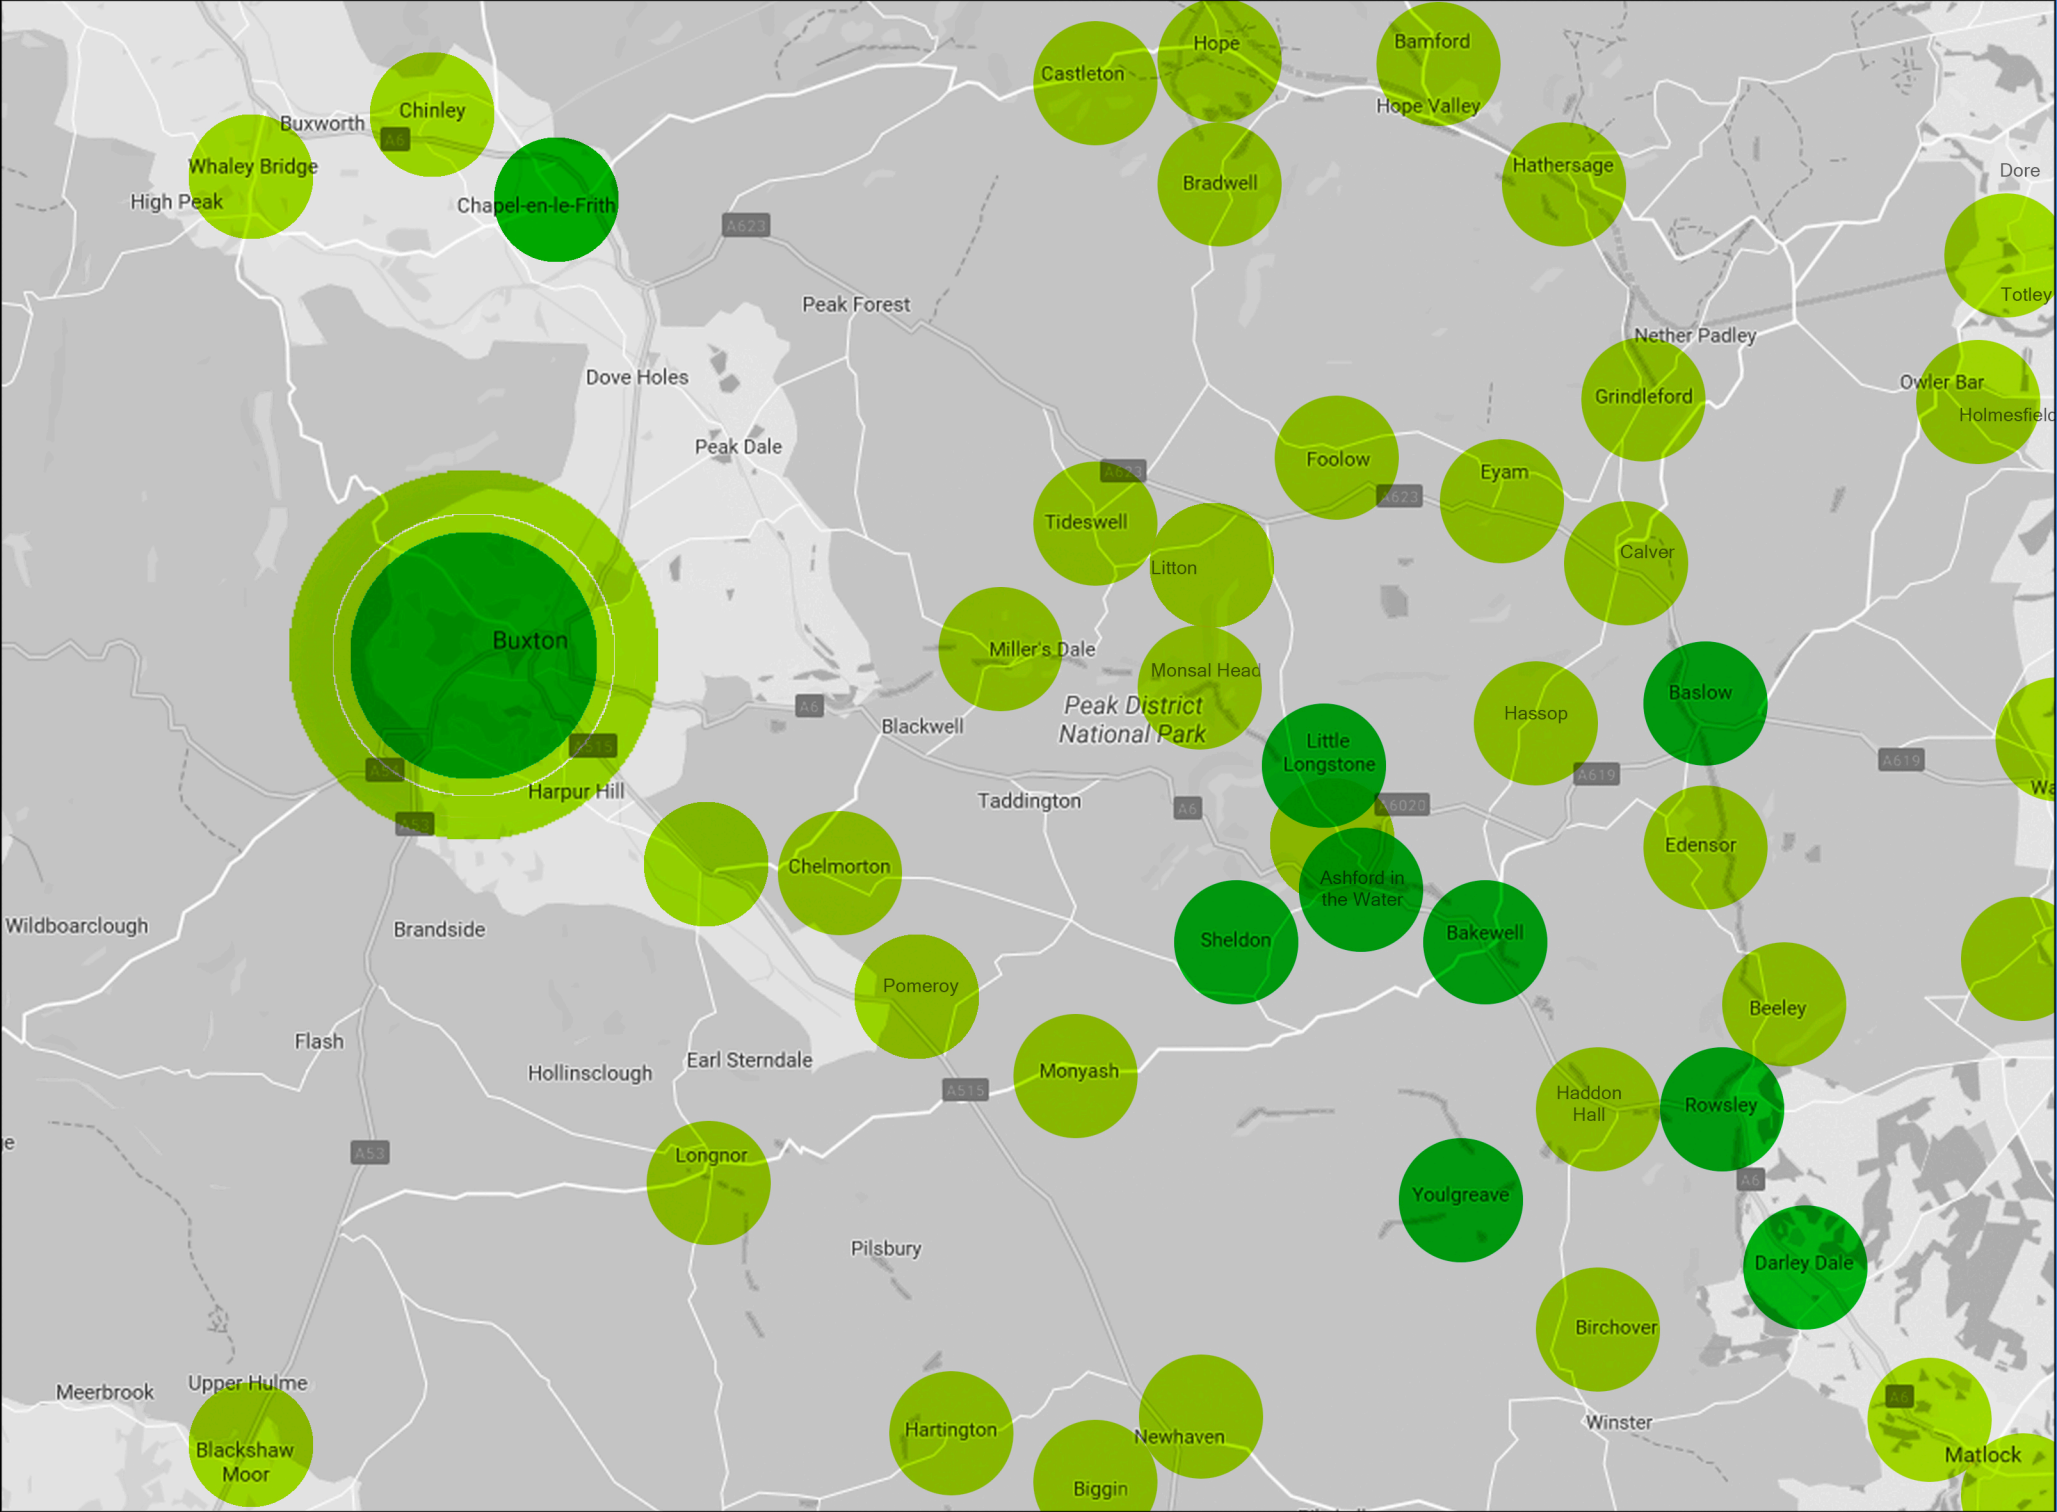 Hope
Bamford
Castleton
Hope Valley
Chinley
Buxworth
A6
Whaley Bridge
High Peak
Chapel-en-le-Frith
Bradwell
Hathersage
Dore
A623
Totley
Peak Forest
Nether Padley
Dove Holes
Owler Bar
Grindleford
Holmesfield
Peak Dale
Foolow
Eyam
A623
A623
Tideswell
Calver
Litton
Buxton
Miller's Dale
Monsal Head
Baslow
Peak District
National Park
Hassop
A6
Blackwell
Little
Longstone
A515
A619
A619
A54
Harpur Hill
Taddington
A6
A6020
A53
Edensor
Chelmorton
Ashford in
the Water
Wildboarclough
Brandside
Sheldon
Bakewell
Pomeroy
Beeley
Flash
Hollinsclough
Earl Sterndale
Monyash
A515
Haddon
Hall
Rowsley
A53
Longnor
A6
Youlgreave
Pilsbury
Darley Dale
Birchover
Upper Hulme
Meerbrook
A6
Winster
Hartington
Newhaven
Blackshaw
Moor
Matlock
Biggin